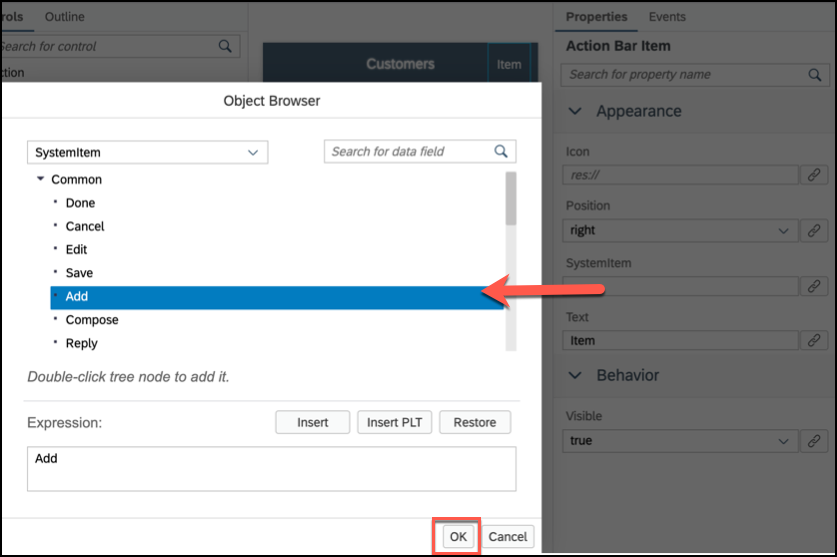 rols Outline
Search for control
ction
Customers Item
Properties Events
Action Bar Item
Search for property name
Appearance
Icon
res://
Position
right
SystemItem
Text
Item
Behavior
Visible
true
Object Browser
SystemItem
Search for data field
Common
Done
Cancel
Edit
Save
Add
Compose
Reply
Double-click tree node to add it.
Expression: Insert Insert PLT Restore
Add
OK Cancel